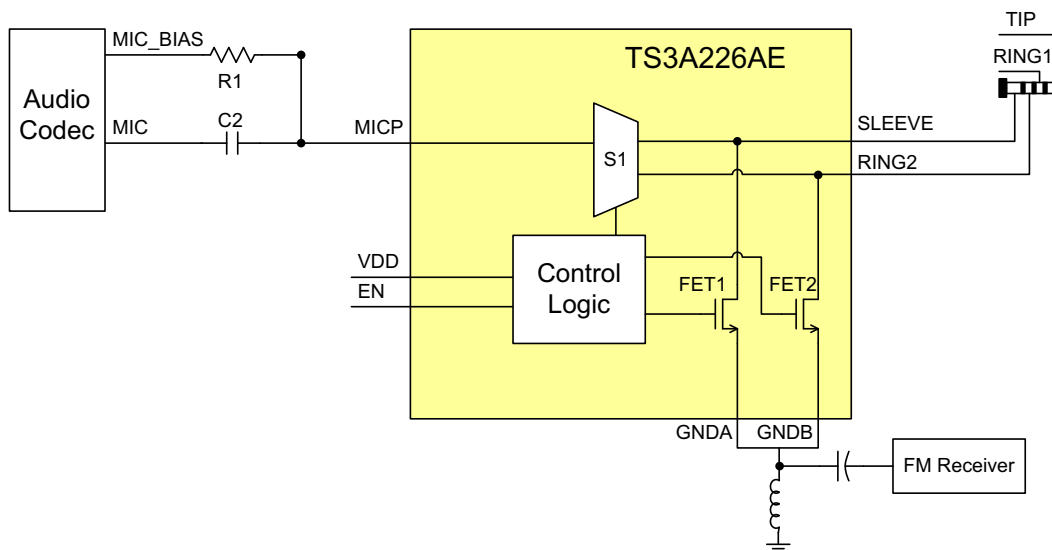 TIP
MIC_BIAS
TS3A226AE
RING1
R1
Audio
Codec
MIC
C2
MICP
SLEEVE
S1
RING2
VDD
EN
Control
Logic
FET1
FET2
GNDA
GNDB
FM Receiver